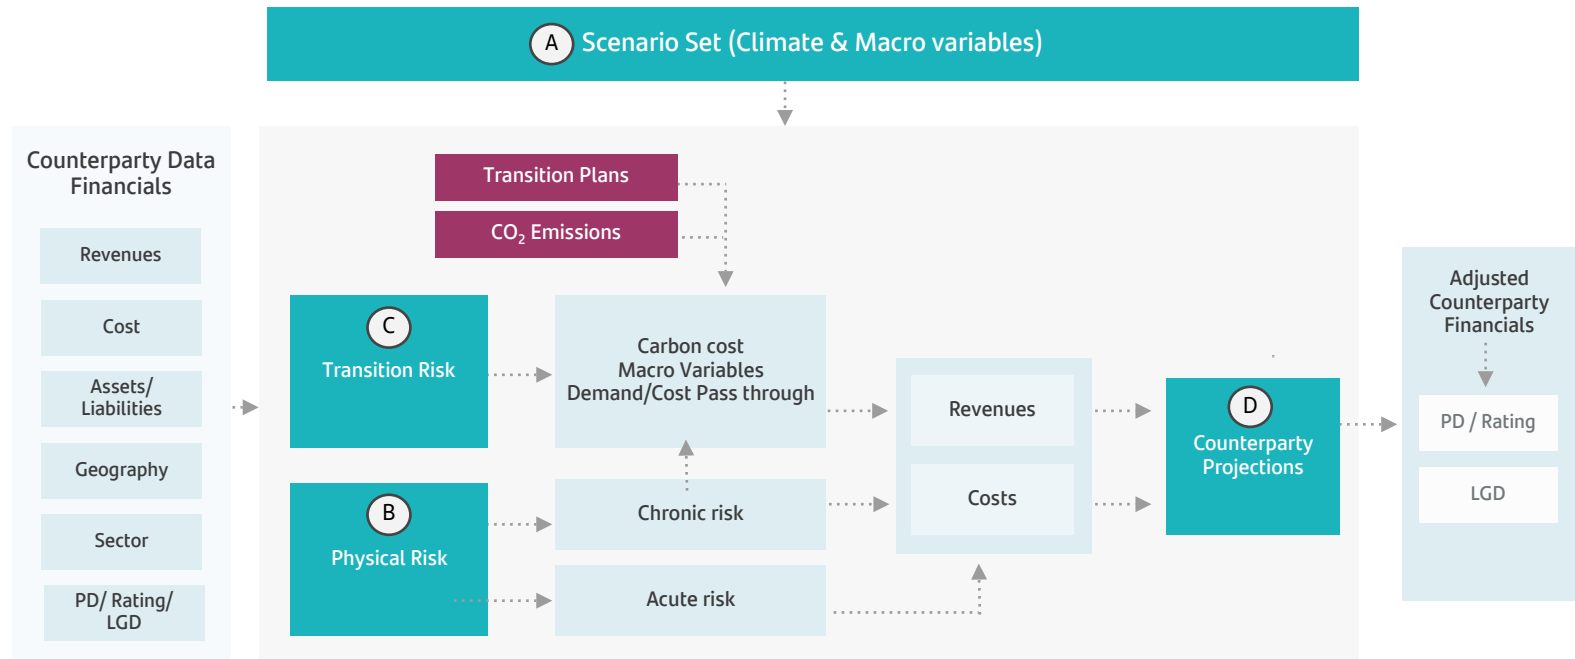 A Scenario Set (Climate & Macro variables)
Counterparty Data
Financials
Revenues
Cost
Assets/
Liabilities
Geography
Sector
PD/ Rating/
LGD
Transition Plans
CO₂ Emissions
C
Transition Risk
Carbon cost
Macro Variables
Demand/Cost Pass through
B
Physical Risk
Chronic risk
Acute risk
Revenues
Costs
D
Counterparty
Projections
Adjusted
Counterparty
Financials
PD / Rating
LGD